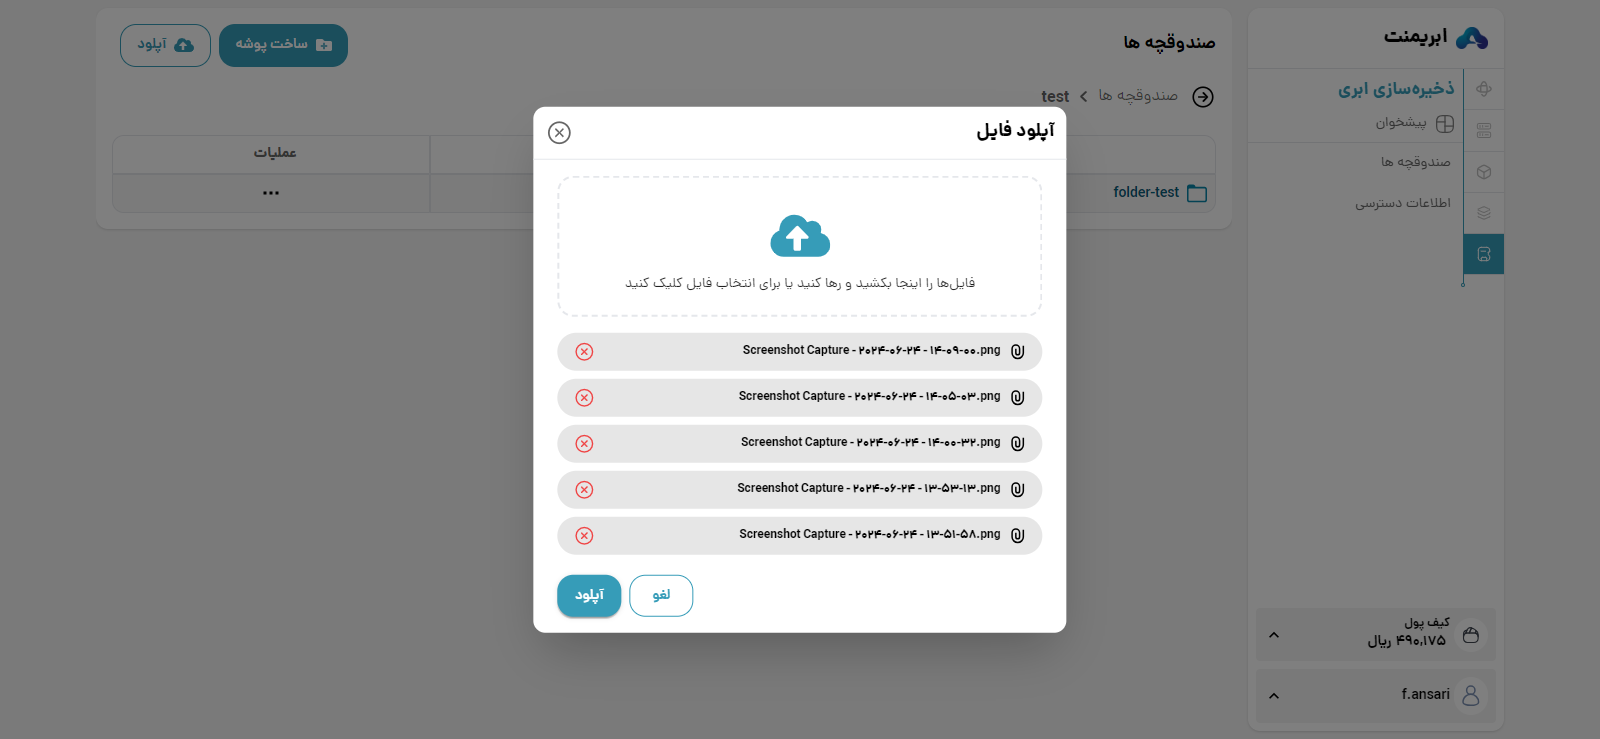 ابریمنت
ذخیره‌سازی ابری
پیشخوان
صندوقچه ها
اطلاعات دسترسی
کیف پول
۴۹۰,۱۷۵ ریال
f.ansari
صندوقچه ها
ساخت پوشه
آپلود
صندوقچه ها
test
عملیات
folder-test
آپلود فایل
فایل‌ها را اینجا بکشید و رها کنید یا برای انتخاب فایل کلیک کنید
Screenshot Capture - ۲۰۲۴-۰۶-۲۴ - ۱۴-۰۹-۰۰.png
Screenshot Capture - ۲۰۲۴-۰۶-۲۴ - ۱۴-۰۵-۰۳.png
Screenshot Capture - ۲۰۲۴-۰۶-۲۴ - ۱۴-۰۰-۳۲.png
Screenshot Capture - ۲۰۲۴-۰۶-۲۴ - ۱۳-۵۳-۱۳.png
Screenshot Capture - ۲۰۲۴-۰۶-۲۴ - ۱۳-۵۱-۵۸.png
لغو
آپلود